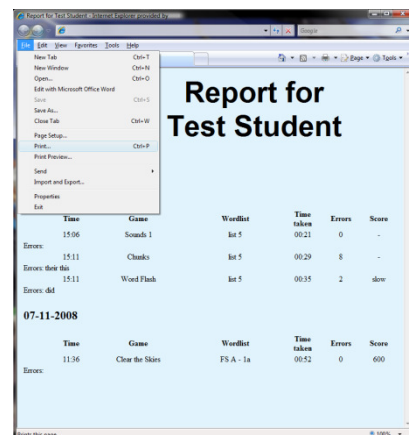 Report for Test Student - Internet Explorer provided by
Google
File Edit View Favorites Tools Help
Page Tools
New Tab Ctrl+T
New Window Ctrl+N
Open... Ctrl+O
Edit with Microsoft Office Word
Save Ctrl+S
Save As...
Close Tab Ctrl+W
Page Setup...
Print... Ctrl+P
Print Preview...
Send
Import and Export...
Properties
Exit
Report for
Test Student
Time Game Wordlist Time taken Errors Score
15:06 Sounds 1 list 5 00:21 0 -
Errors:
15:11 Chunks list 5 00:29 8 -
Errors: their this
15:11 Word Flash list 5 00:35 2 slow
Errors: did
07-11-2008
Time Game Wordlist Time taken Errors Score
11:36 Clear the Skies FS A - 1a 00:52 0 600
Errors:
Prints this page. 100%